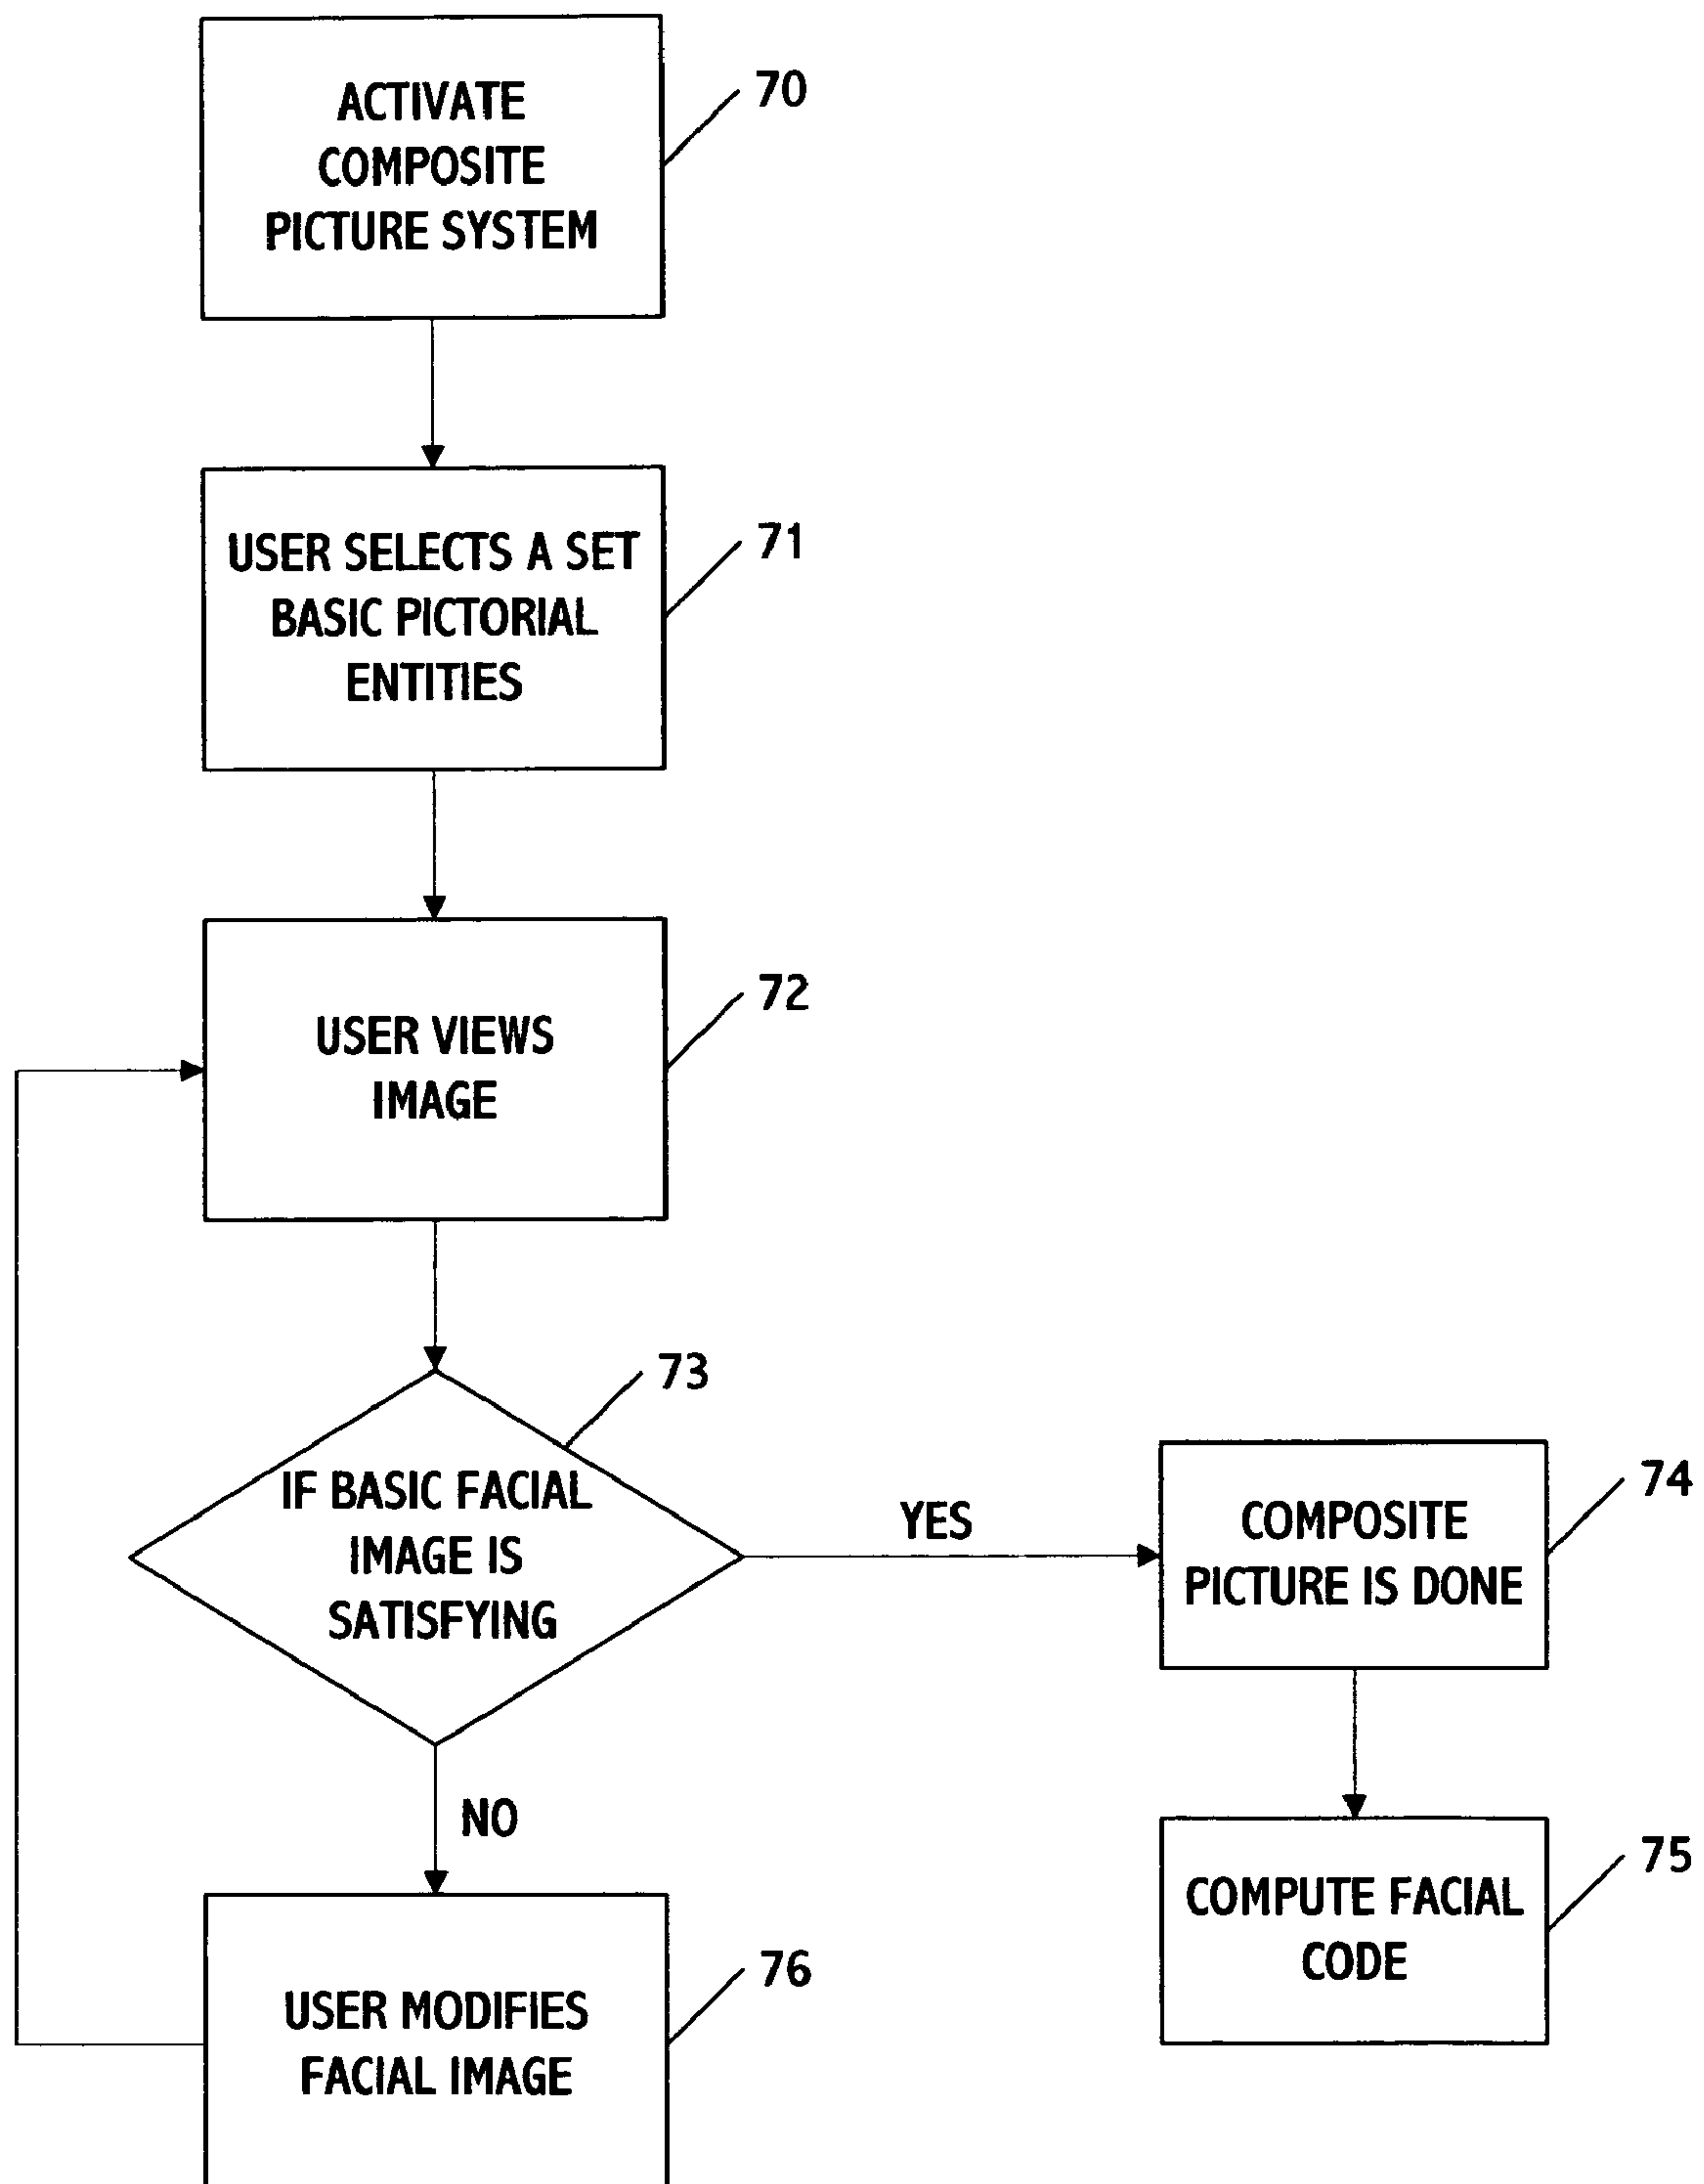 ACTIVATE
COMPOSITE
PICTURE SYSTEM
70
USER SELECTS A SET
BASIC PICTORIAL
ENTITIES
71
USER VIEWS
IMAGE
72
IF BASIC FACIAL
IMAGE IS
SATISFYING
73
YES
COMPOSITE
PICTURE IS DONE
74
COMPUTE FACIAL
CODE
75
NO
USER MODIFIES
FACIAL IMAGE
76